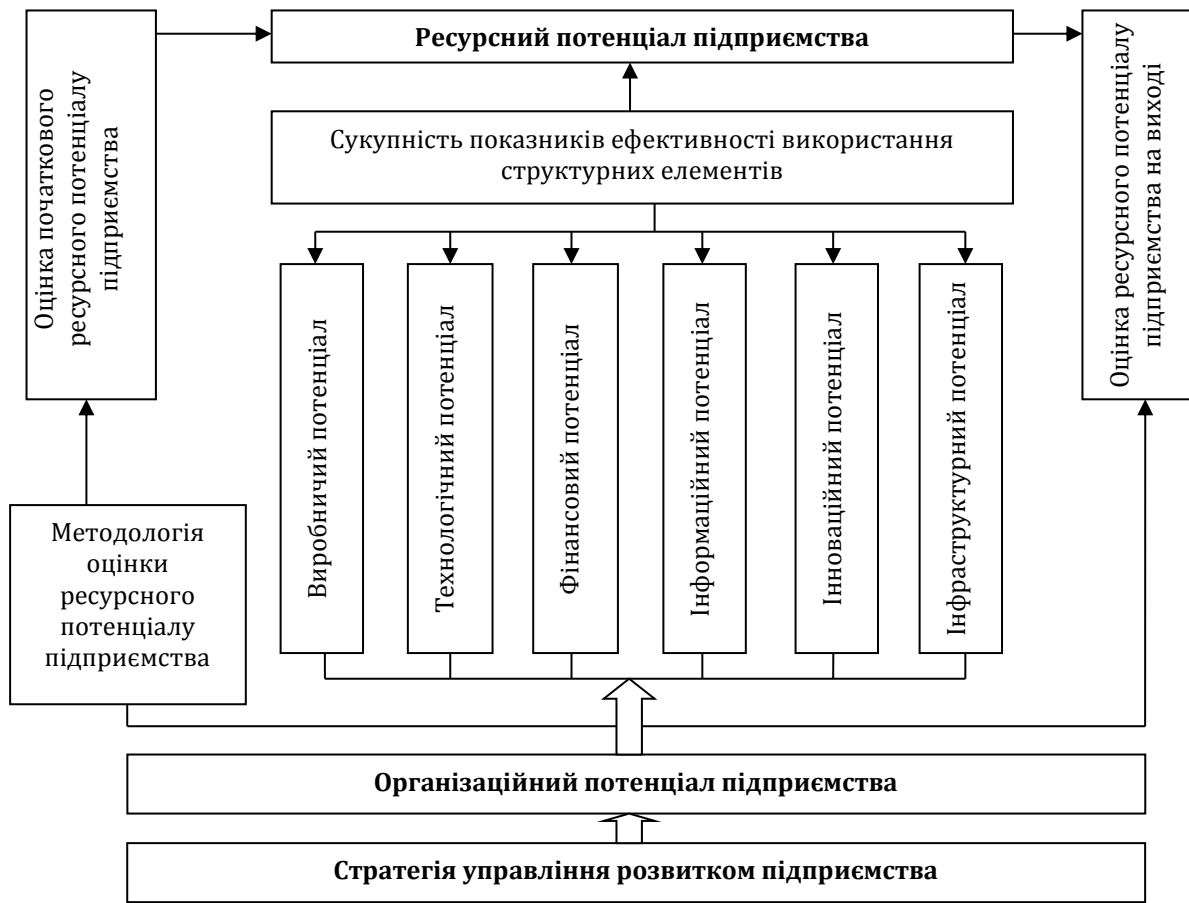 Оцінка початкового
ресурсного потенціалу
підприємства
Ресурсний потенціал підприємства
Оцінка ресурсного потенціалу
підприємства на виході
Сукупність показників ефективності використання
структурних елементів
Виробничий потенціал
Технологічний потенціал
Фінансовий потенціал
Інформаційний потенціал
Інноваційний потенціал
Інфраструктурний потенціал
Методологія
оцінки
ресурсного
потенціалу
підприємства
Організаційний потенціал підприємства
Стратегія управління розвитком підприємства